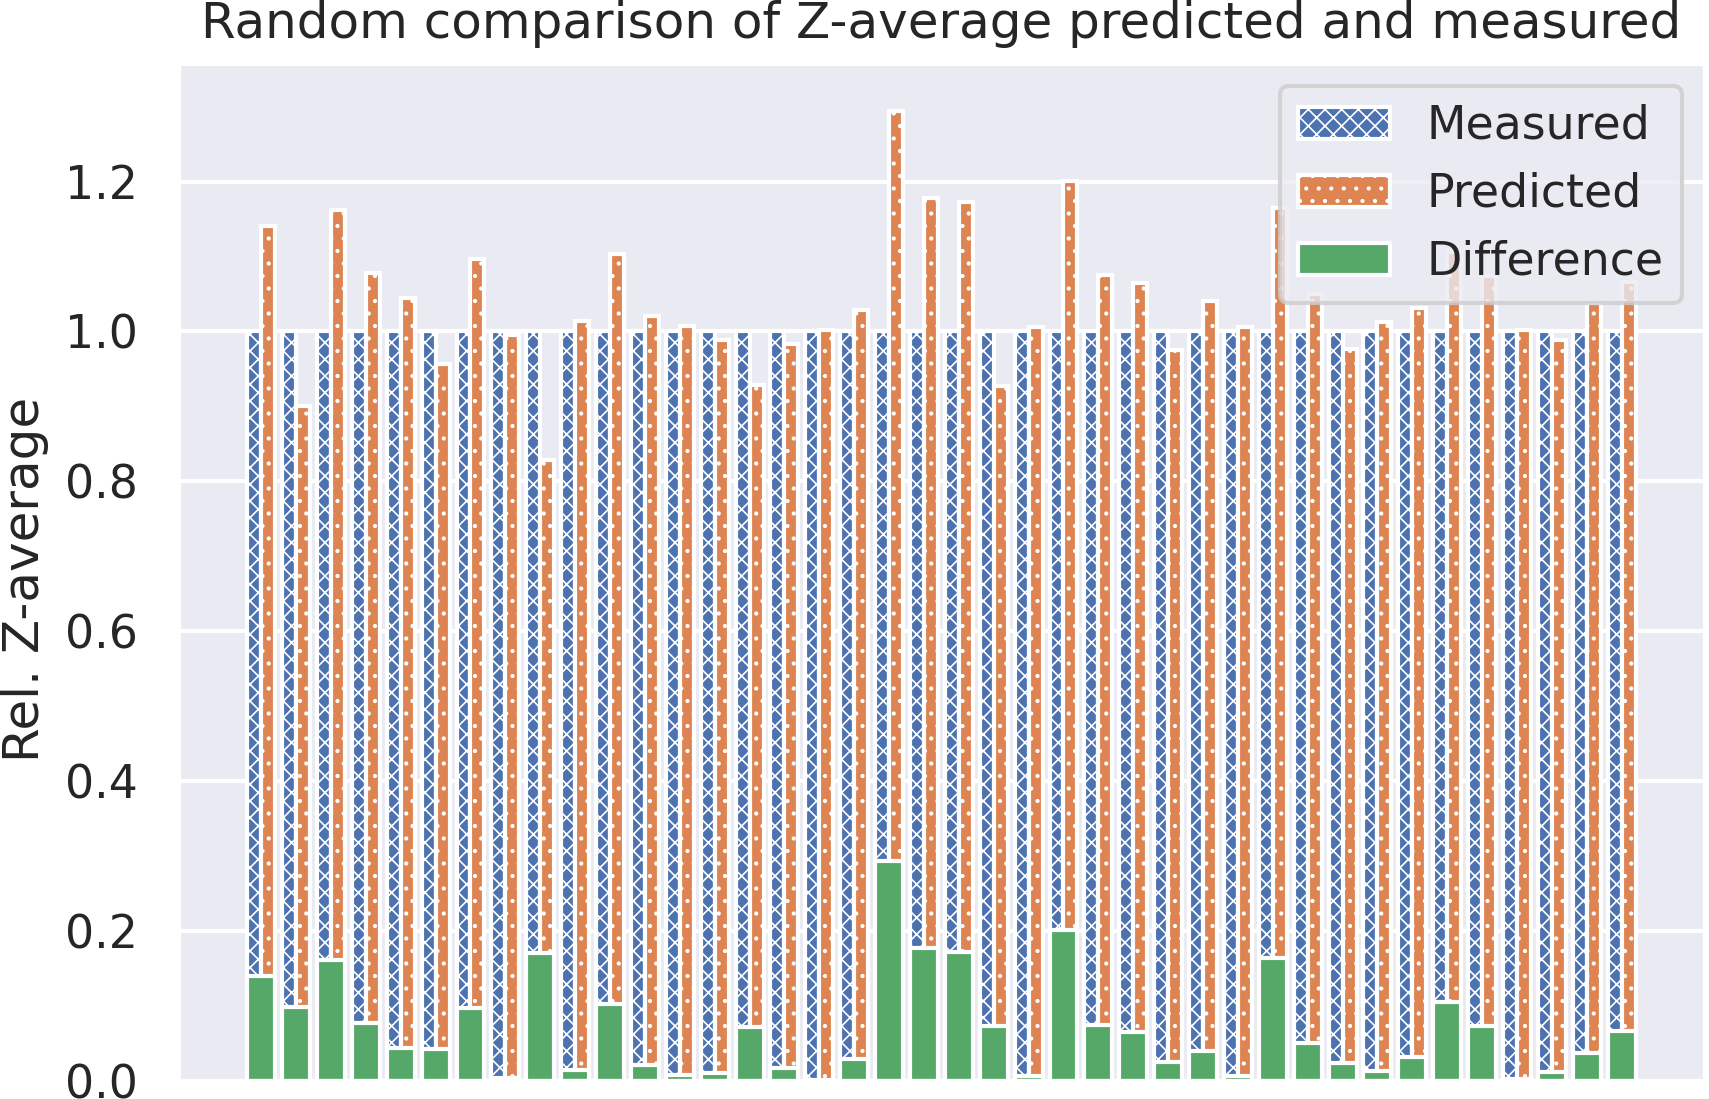 Random comparison of Z-average predicted and measured
Measured
Predicted
Difference
Rel. Z-average
1.2
1.0
0.8
0.6
0.4
0.2
0.0